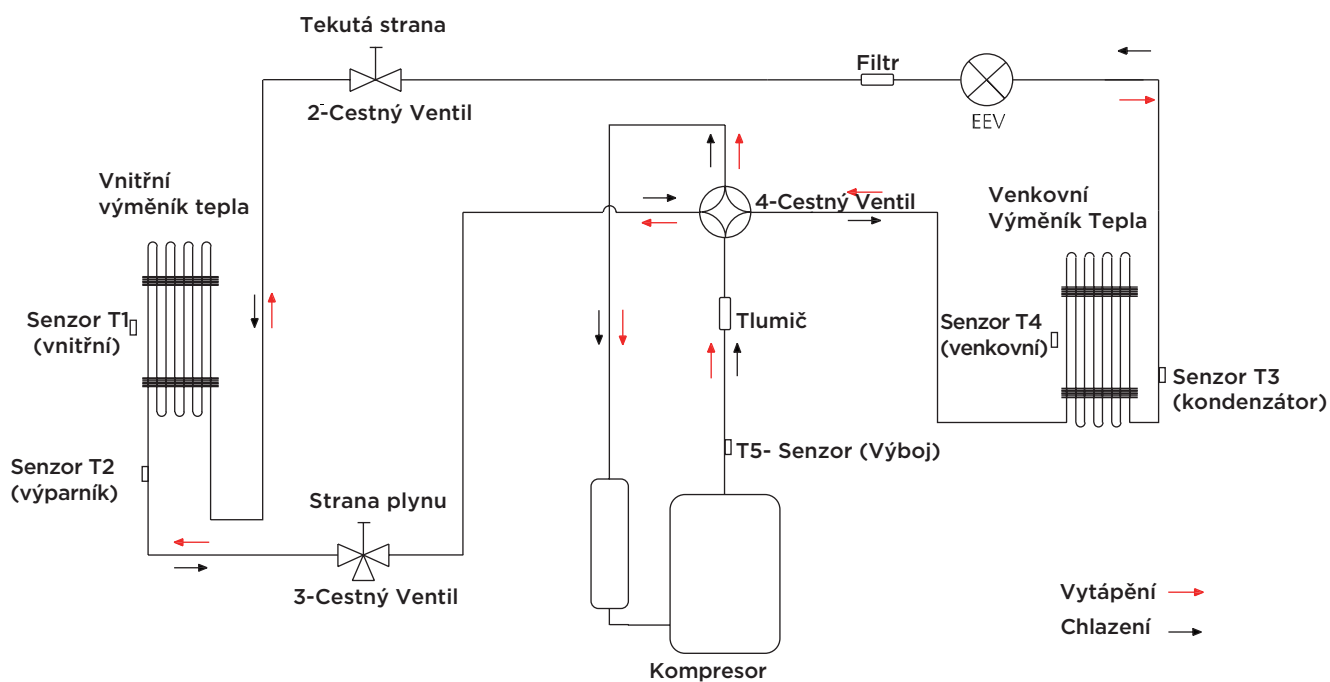 Tekutá strana
2-Cestný Ventil
Filtr
EEV
Vnitřní
výměník tepla
4-Cestný Ventil
Venkovní
Výměník Tepla
Senzor T1
(vnitřní)
Tlumič
Senzor T4
(venkovní)
Senzor T3
(kondenzátor)
Senzor T2
(výparník)
T5- Senzor (Výboj)
Strana plynu
3-Cestný Ventil
Kompresor
Vytápění
Chlazení